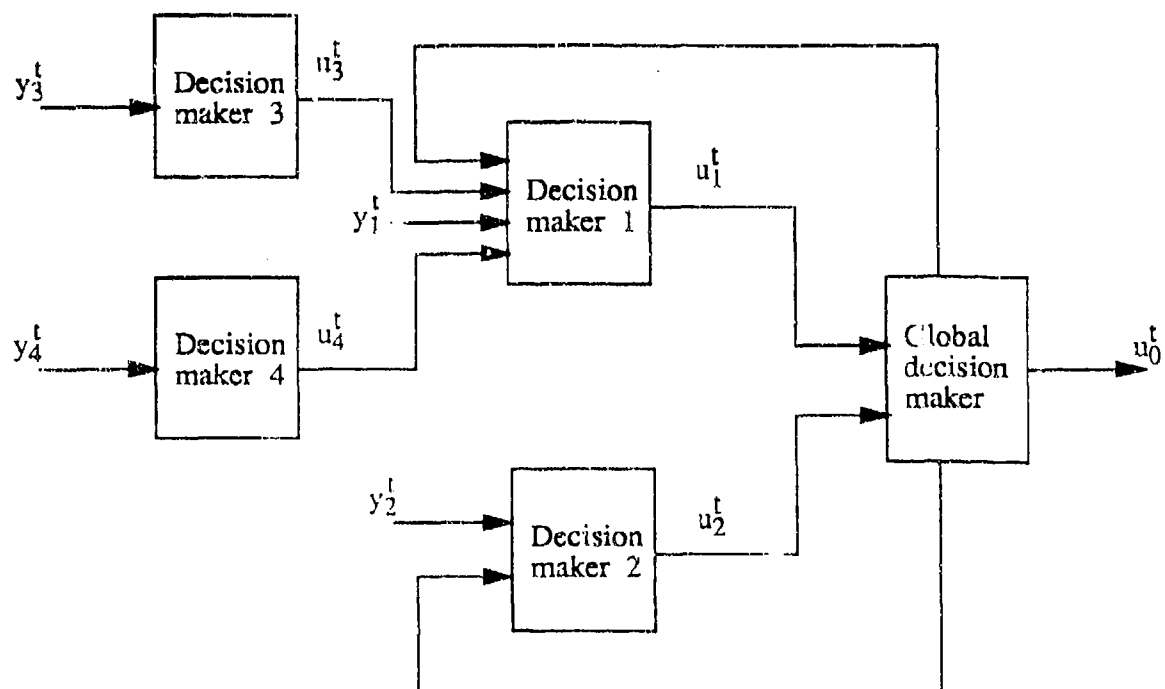 y₃ᵗ
Decision
maker 3
u₃ᵗ
Decision
maker 1
y₁ᵗ
u₁ᵗ
y₄ᵗ
Decision
maker 4
u₄ᵗ
Global
decision
maker
u₀ᵗ
y₂ᵗ
Decision
maker 2
u₂ᵗ